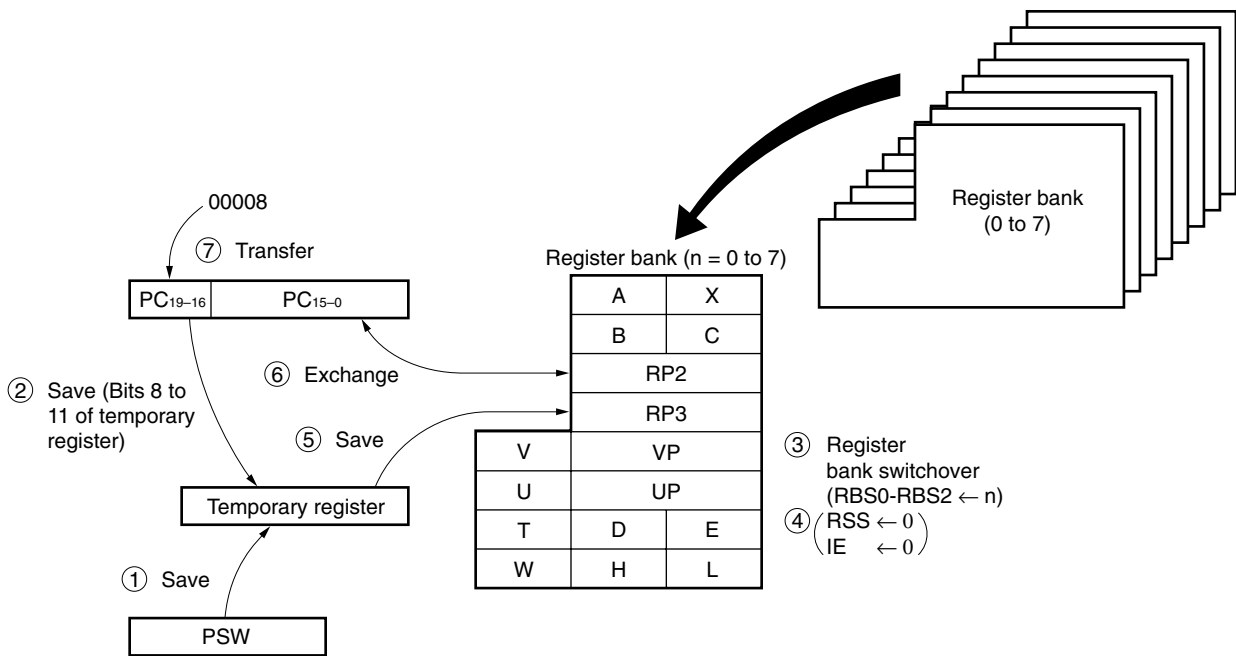 Register bank
(0 to 7)
00008
⑦ Transfer
PC19–16 PC15–0
Register bank (n = 0 to 7)
A X
B C
RP2
RP3
V VP
U UP
T D E
W H L
⑥ Exchange
② Save (Bits 8 to
11 of temporary
register)
⑤ Save
Temporary register
① Save
PSW
③ Register
bank switchover
(RBS0-RBS2 ← n)
④ (RSS ← 0
IE ← 0)